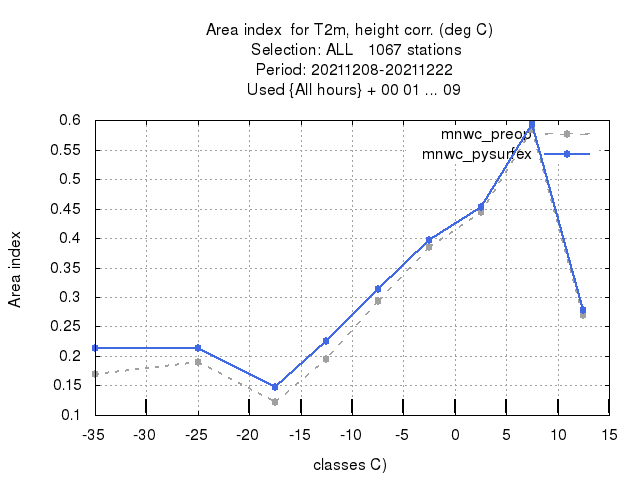 Area index  for T2m, height corr. (deg C)
Selection: ALL   1067 stations
Period: 20211208-20211222
Used {All hours} + 00 01 ... 09
mnwc_preop
mnwc_pysurfex
Area index
0.6
0.55
0.5
0.45
0.4
0.35
0.3
0.25
0.2
0.15
0.1
-35 -30 -25 -20 -15 -10 -5 0 5 10 15
classes C)